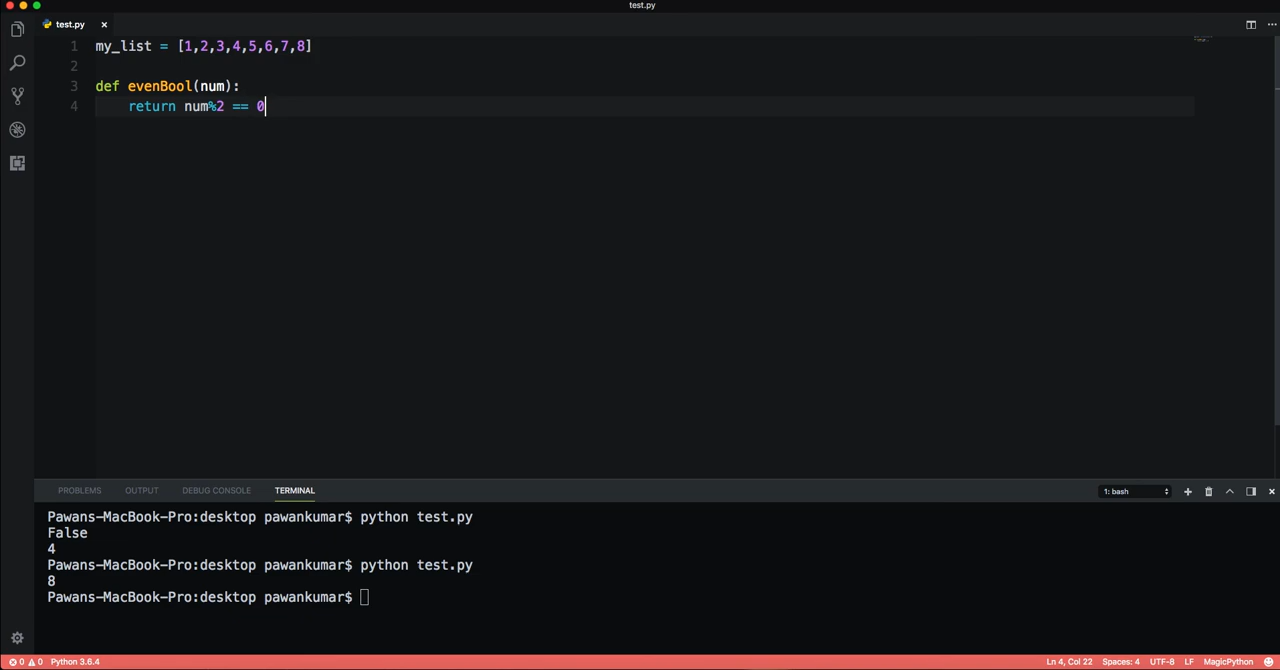 test.py
test.py ×
1 my_list = [1,2,3,4,5,6,7,8]
2
3 def evenBool(num):
4     return num%2 == 0
PROBLEMS OUTPUT DEBUG CONSOLE TERMINAL 1: bash
Pawans-MacBook-Pro:desktop pawankumar$ python test.py
False
4
Pawans-MacBook-Pro:desktop pawankumar$ python test.py
8
Pawans-MacBook-Pro:desktop pawankumar$
0 0 Python 3.6.4 Ln 4, Col 22 Spaces: 4 UTF-8 LF MagicPython